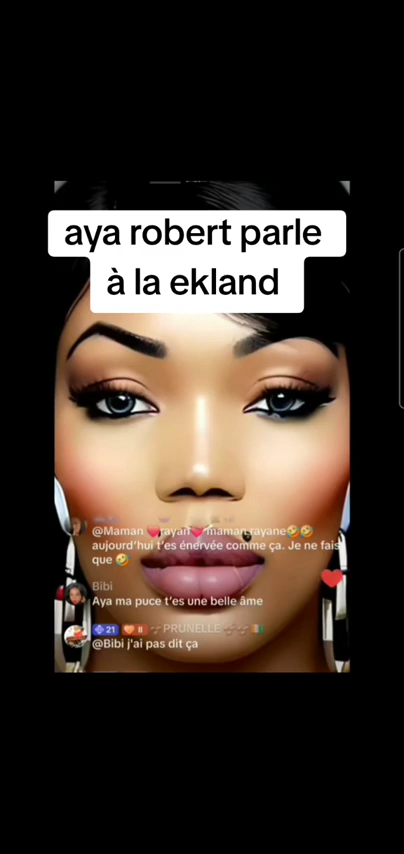 aya robert parle
à la ekland
@Maman ❤️rayan❤️maman rayane🤣🤣
aujourd'hui t'es énervée comme ça. Je ne fais
que 🤣
Bibi
Aya ma puce t'es une belle âme
21 8 PRUNELLE
@Bibi j'ai pas dit ça